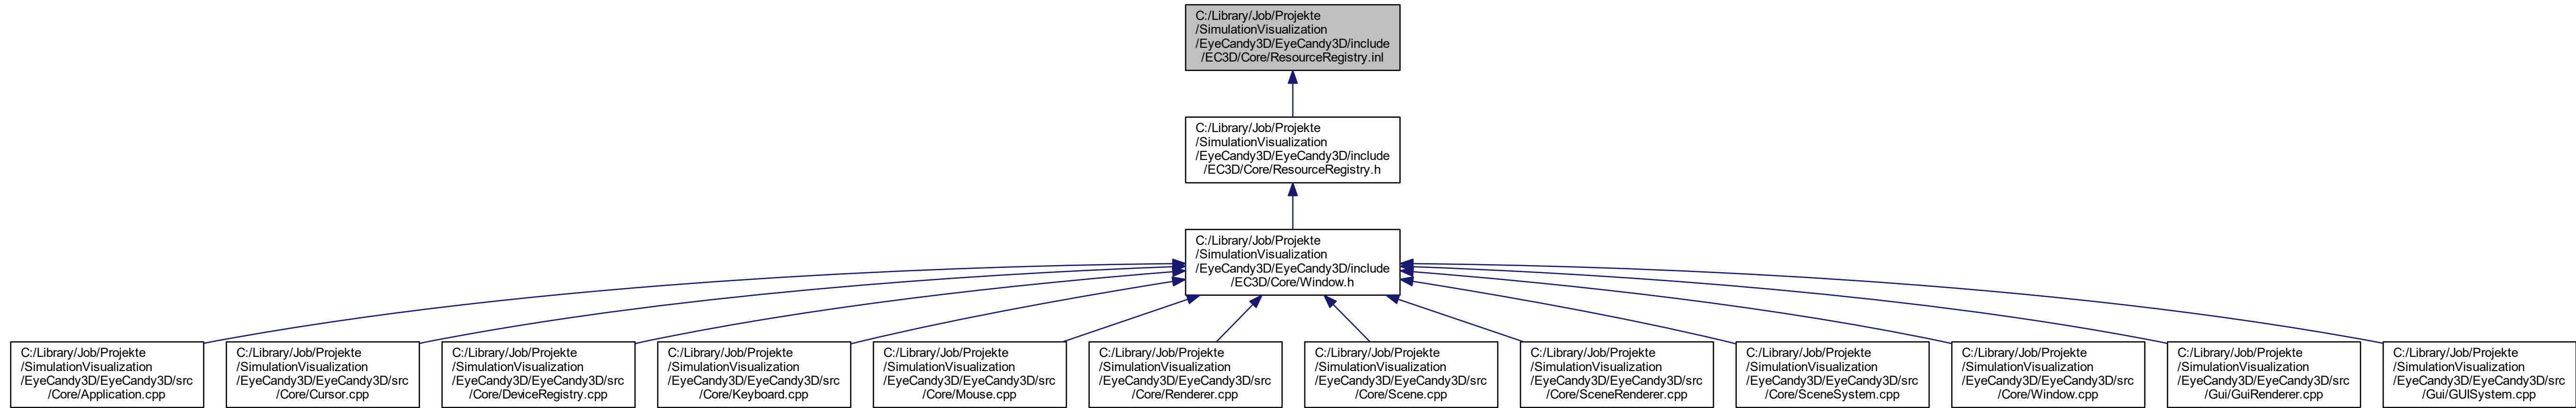 C:/Library/Job/Projekte
/SimulationVisualization
/EyeCandy3D/EyeCandy3D/include
/EC3D/Core/ResourceRegistry.inl
C:/Library/Job/Projekte
/SimulationVisualization
/EyeCandy3D/EyeCandy3D/include
/EC3D/Core/ResourceRegistry.h
C:/Library/Job/Projekte
/SimulationVisualization
/EyeCandy3D/EyeCandy3D/include
/EC3D/Core/Window.h
C:/Library/Job/Projekte
/SimulationVisualization
/EyeCandy3D/EyeCandy3D/src
/Core/Application.cpp
C:/Library/Job/Projekte
/SimulationVisualization
/EyeCandy3D/EyeCandy3D/src
/Core/Cursor.cpp
C:/Library/Job/Projekte
/SimulationVisualization
/EyeCandy3D/EyeCandy3D/src
/Core/DeviceRegistry.cpp
C:/Library/Job/Projekte
/SimulationVisualization
/EyeCandy3D/EyeCandy3D/src
/Core/Keyboard.cpp
C:/Library/Job/Projekte
/SimulationVisualization
/EyeCandy3D/EyeCandy3D/src
/Core/Mouse.cpp
C:/Library/Job/Projekte
/SimulationVisualization
/EyeCandy3D/EyeCandy3D/src
/Core/Renderer.cpp
C:/Library/Job/Projekte
/SimulationVisualization
/EyeCandy3D/EyeCandy3D/src
/Core/Scene.cpp
C:/Library/Job/Projekte
/SimulationVisualization
/EyeCandy3D/EyeCandy3D/src
/Core/SceneRenderer.cpp
C:/Library/Job/Projekte
/SimulationVisualization
/EyeCandy3D/EyeCandy3D/src
/Core/SceneSystem.cpp
C:/Library/Job/Projekte
/SimulationVisualization
/EyeCandy3D/EyeCandy3D/src
/Core/Window.cpp
C:/Library/Job/Projekte
/SimulationVisualization
/EyeCandy3D/EyeCandy3D/src
/Gui/GuiRenderer.cpp
C:/Library/Job/Projekte
/SimulationVisualization
/EyeCandy3D/EyeCandy3D/src
/Gui/GUISystem.cpp